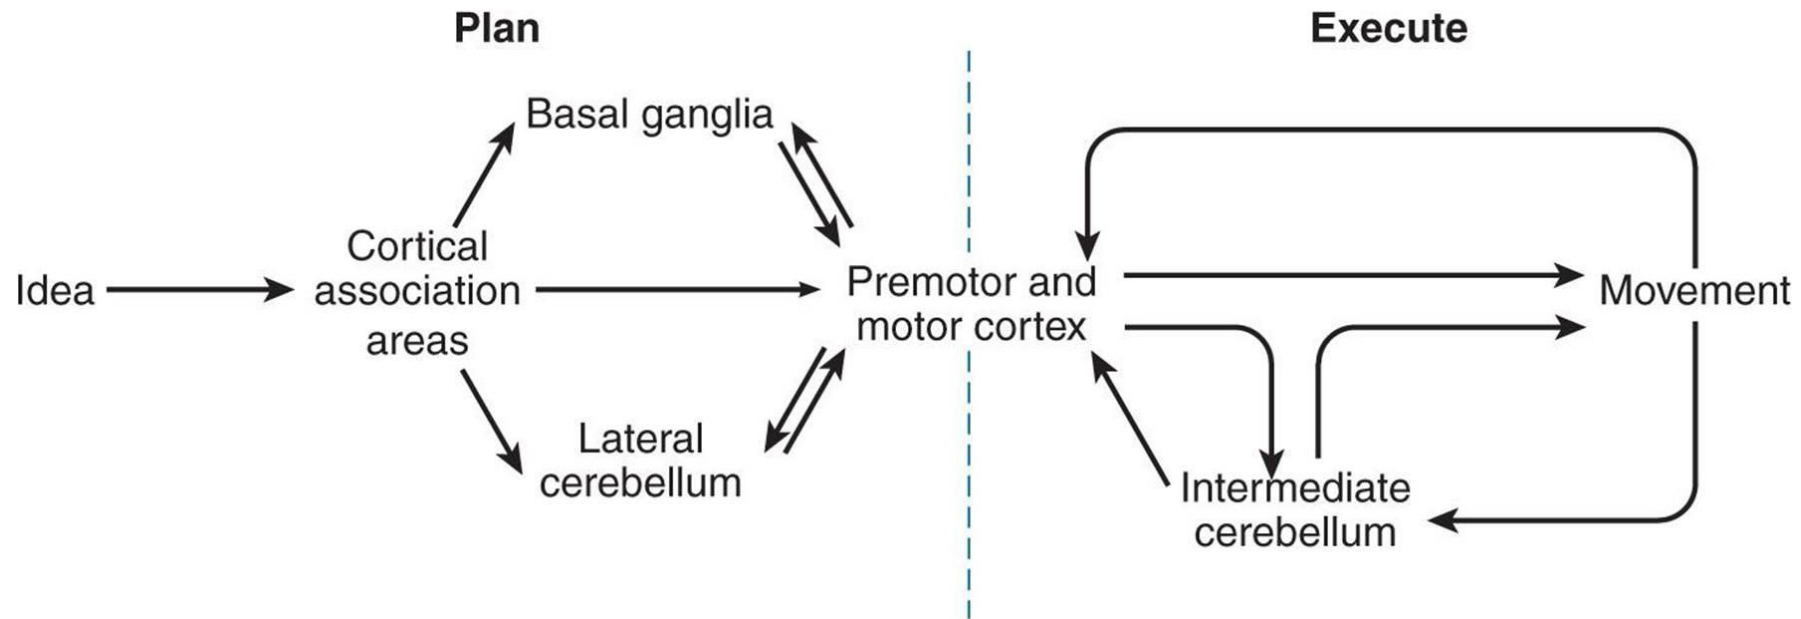 Plan
Execute
Basal ganglia
Cortical
association
areas
Idea
Premotor and
motor cortex
Movement
Lateral
cerebellum
Intermediate
cerebellum